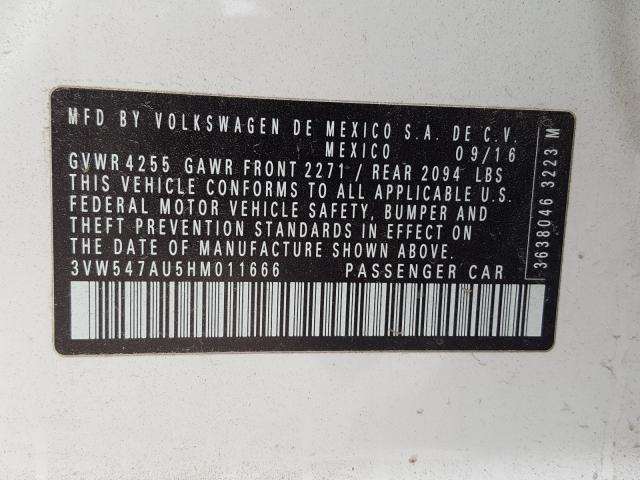 MFD BY VOLKSWAGEN DE MEXICO S.A. DE C.V.
MEXICO 09/16
GVWR 4255 GAWR FRONT 2271 / REAR 2094 LBS
THIS VEHICLE CONFORMS TO ALL APPLICABLE U.S.
FEDERAL MOTOR VEHICLE SAFETY, BUMPER AND
THEFT PREVENTION STANDARDS IN EFFECT ON
THE DATE OF MANUFACTURE SHOWN ABOVE.
3VW547AU5HM011666 PASSENGER CAR
3638046 3223 M